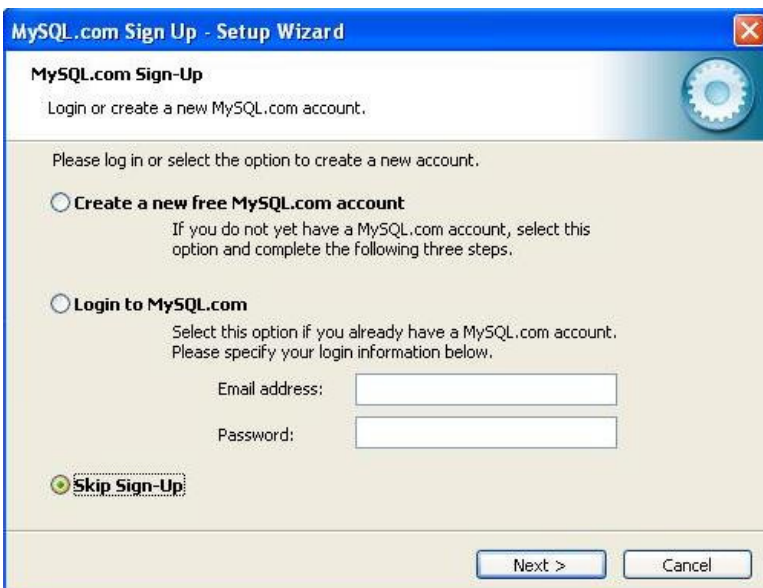 MySQL.com Sign Up - Setup Wizard
MySQL.com Sign-Up
Login or create a new MySQL.com account.
Please log in or select the option to create a new account.
Create a new free MySQL.com account
If you do not yet have a MySQL.com account, select this
option and complete the following three steps.
Login to MySQL.com
Select this option if you already have a MySQL.com account.
Please specify your login information below.
Email address:
Password:
Skip Sign-Up
Next >
Cancel